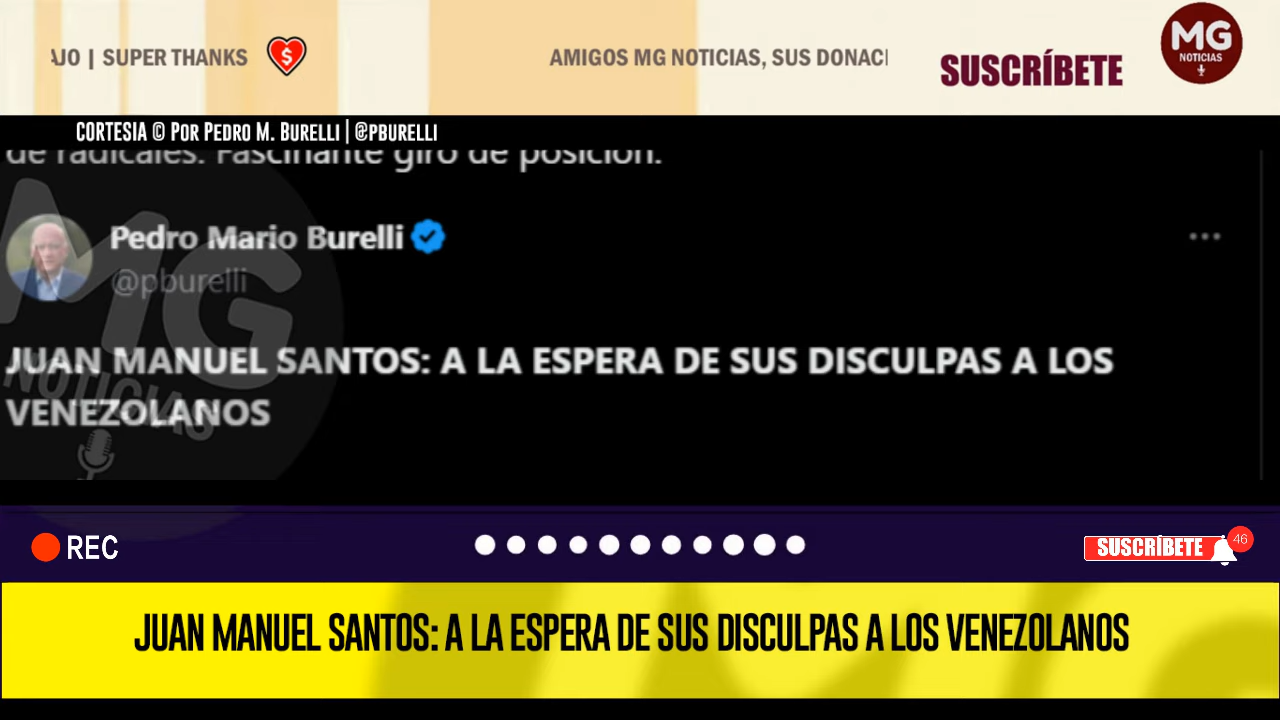 AJO | SUPER THANKS
AMIGOS MG NOTICIAS, SUS DONACI
SUSCRÍBETE
MG
NOTICIAS
CORTESIA © POR PEDRO M. BURELLI | @PBURELLI
de radicales. Fascinante giro de posición.
Pedro Mario Burelli
@pburelli
JUAN MANUEL SANTOS: A LA ESPERA DE SUS DISCULPAS A LOS
VENEZOLANOS
MG
NOTICIAS
REC
SUSCRÍBETE
46
JUAN MANUEL SANTOS: A LA ESPERA DE SUS DISCULPAS A LOS VENEZOLANOS